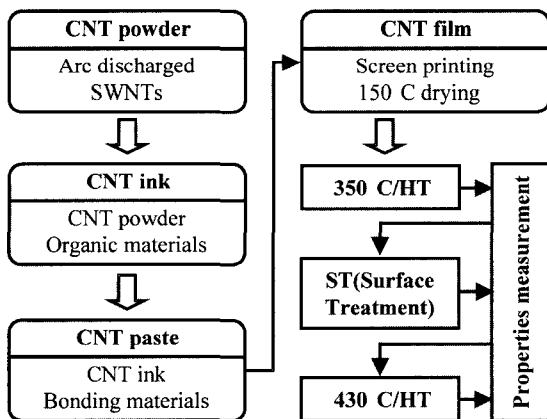 CNT powder
Arc discharged
SWNTs
CNT ink
CNT powder
Organic materials
CNT paste
CNT ink
Bonding materials
CNT film
Screen printing
150 C drying
350 C/HT
ST(Surface
Treatment)
430 C/HT
Properties measurement